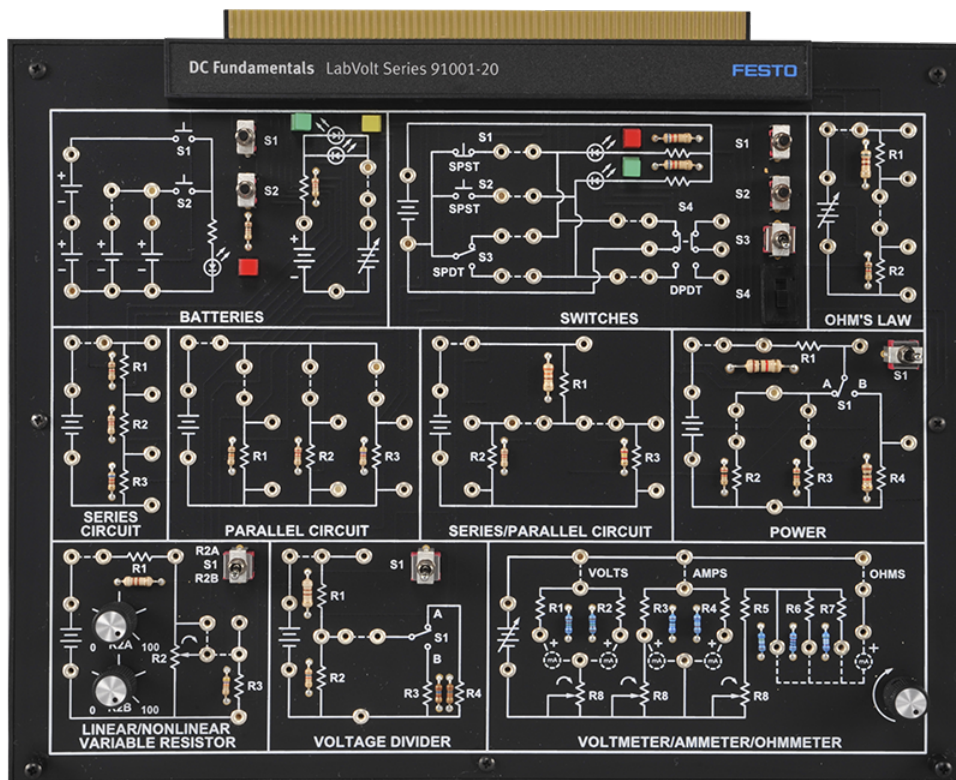 DC Fundamentals LabVolt Series 91001-20
FESTO
S1
S1
S2
S2
+
-
+
-
+
-
+
-
+
-
BATTERIES
S1
SPST
S2
SPST
S3
SPDT
S4
DPDT
S1
S2
S3
S4
SWITCHES
R1
R2
OHM'S LAW
R1
R2
R3
SERIES
CIRCUIT
R1
R2
R3
PARALLEL CIRCUIT
R1
R2
R3
SERIES/PARALLEL CIRCUIT
R1
S1
A
B
S1
R2
R3
R4
POWER
R1
R2A
S1
R2B
0 R2A 100
R2
0 R2B 100
R3
LINEAR/NONLINEAR
VARIABLE RESISTOR
S1
R1
A
S1
B
R2
R3
R4
VOLTAGE DIVIDER
VOLTS
AMPS
OHMS
R1
R2
R3
R4
R5
R6
R7
+
+
+
+
+
mA
mA
mA
mA
mA
R8
R8
R8
VOLTMETER/AMMETER/OHMMETER